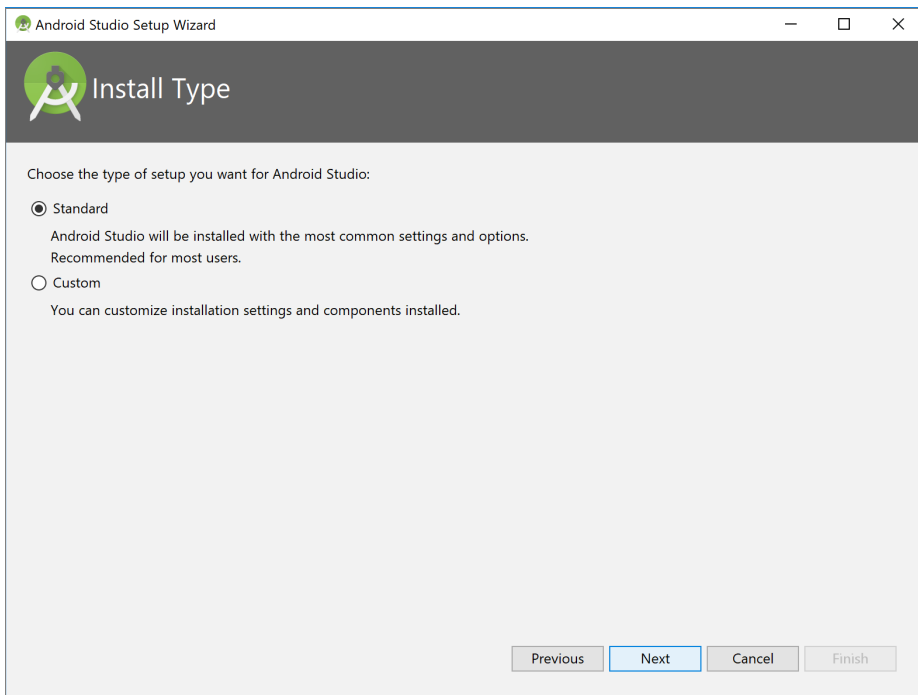 Android Studio Setup Wizard
Install Type
Choose the type of setup you want for Android Studio:
Standard
Android Studio will be installed with the most common settings and options.
Recommended for most users.
Custom
You can customize installation settings and components installed.
Previous Next Cancel Finish